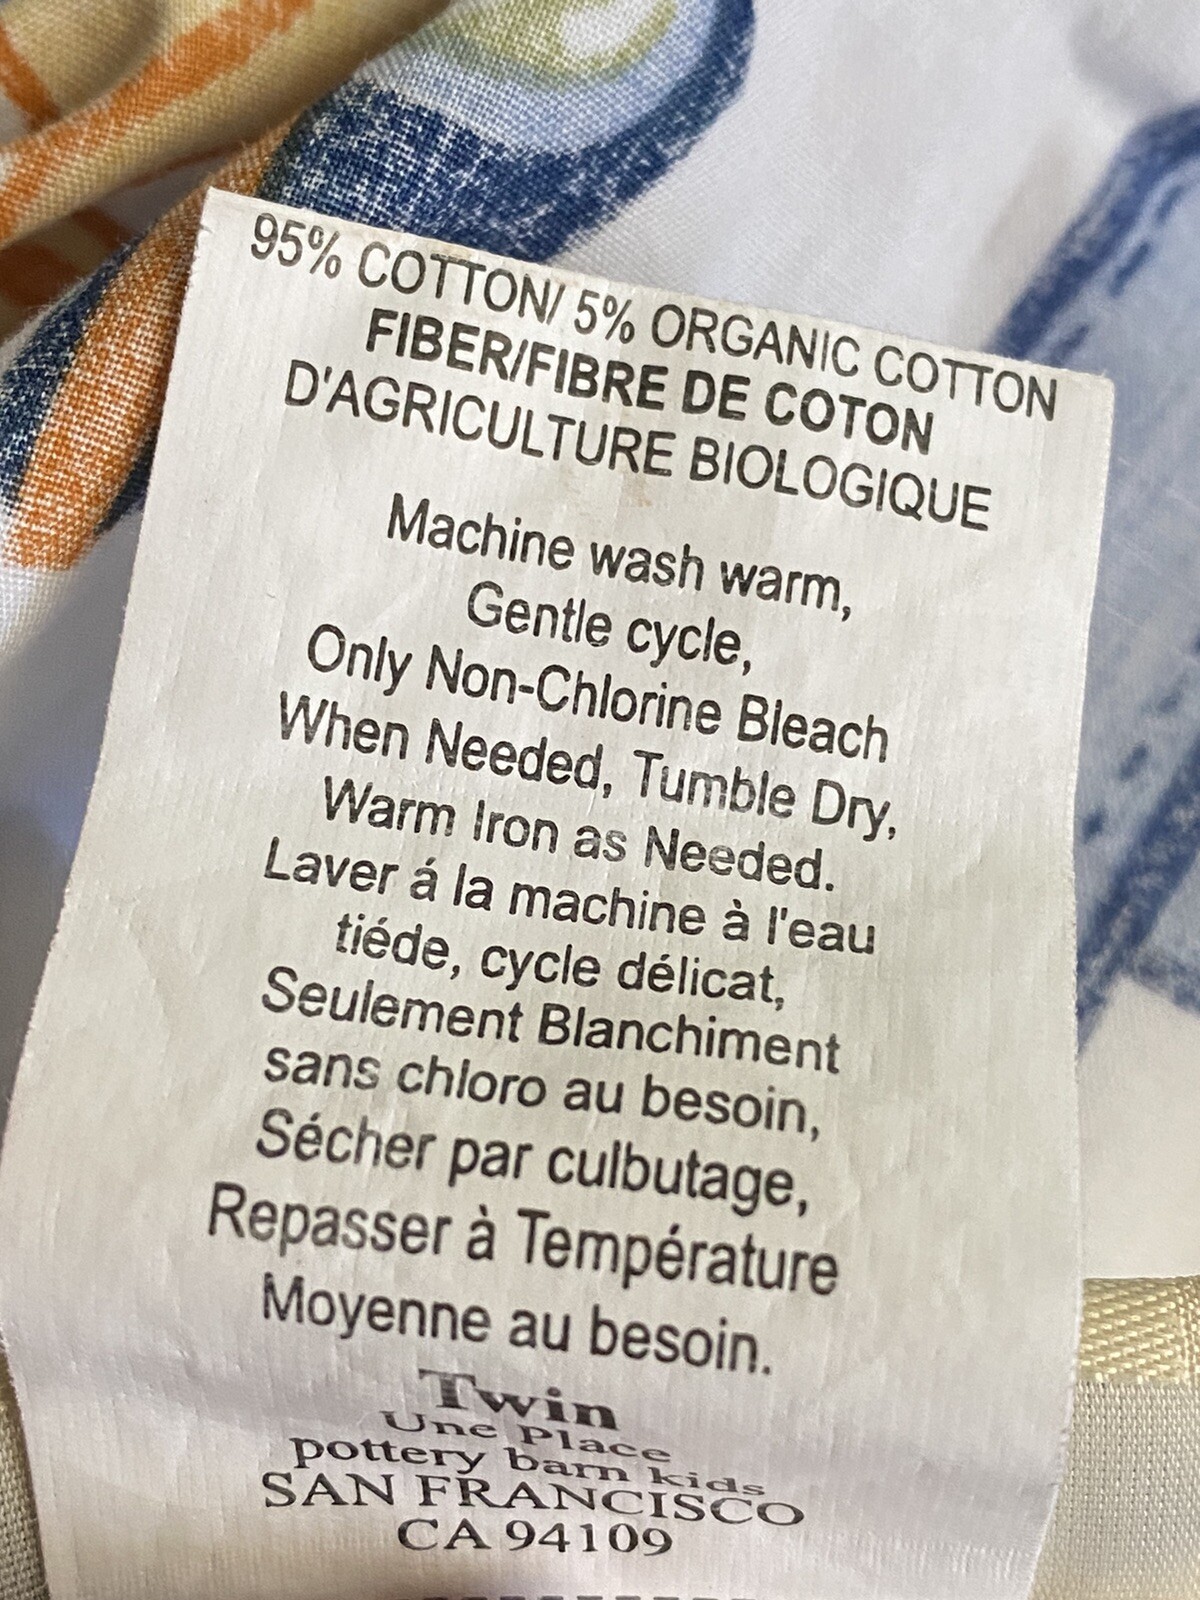 95% COTTON/ 5% ORGANIC COTTON
FIBER/FIBRE DE COTON
D'AGRICULTURE BIOLOGIQUE
Machine wash warm,
Gentle cycle,
Only Non-Chlorine Bleach
When Needed, Tumble Dry,
Warm Iron as Needed.
Laver á la machine à l'eau
tiéde, cycle délicat,
Seulement Blanchiment
sans chloro au besoin,
Sécher par culbutage,
Repasser à Température
Moyenne au besoin.
Twin
Une Place
pottery barn kids
SAN FRANCISCO
CA 94109